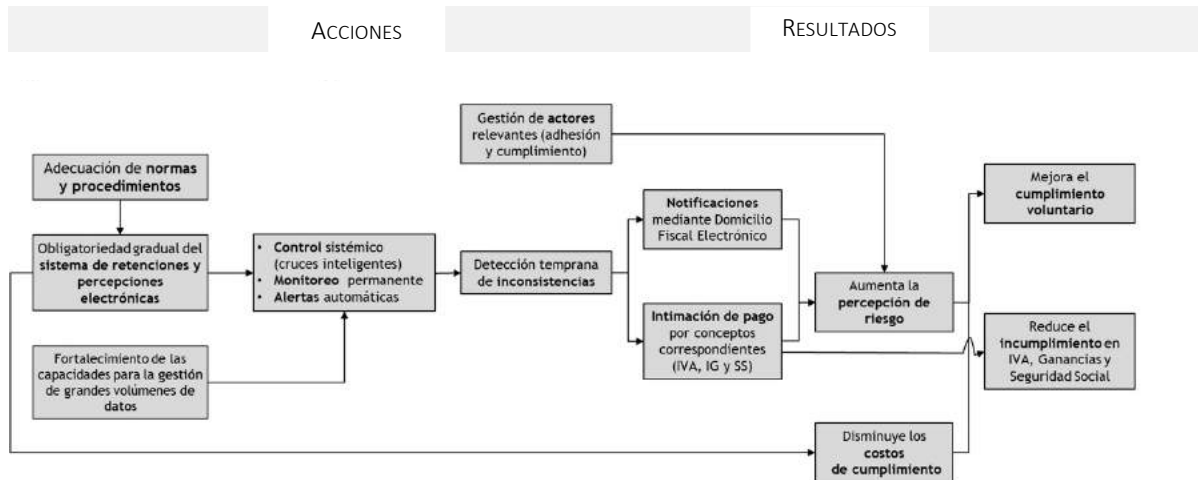 ACCIONES
RESULTADOS
Gestión de actores
relevantes (adhesión
y cumplimiento)
Adecuación de normas
y procedimientos
Mejora el
cumplimiento
voluntario
Notificaciones
mediante Domicilio
Fiscal Electrónico
Obligatoriedad gradual del
sistema de retenciones y
percepciones
electrónicas
• Control sistémico
(cruces inteligentes)
• Monitoreo permanente
• Alertas automáticas
Detección temprana
de inconsistencias
Aumenta la
percepción de
riesgo
Intimación de pago
por conceptos
correspondientes
(IVA, IG y SS)
Reduce el
incumplimiento en
IVA, Ganancias y
Seguridad Social
Fortalecimiento de las
capacidades para la gestión
de grandes volúmenes de
datos
Disminuye los
costos
de cumplimiento